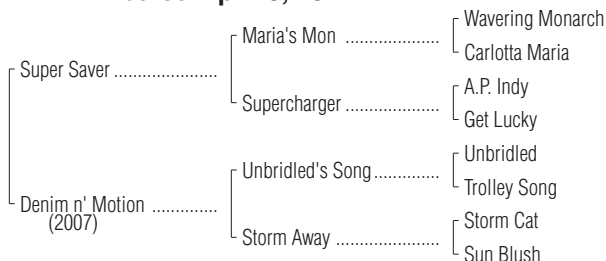 Wavering Monarch
Maria's Mon ..................
Carlotta Maria
Super Saver ....................
A.P. Indy
Supercharger ..................
Get Lucky
Unbridled
Unbridled's Song.............
Trolley Song
Denim n' Motion .............
(2007)
Storm Cat
Storm Away ....................
Sun Blush